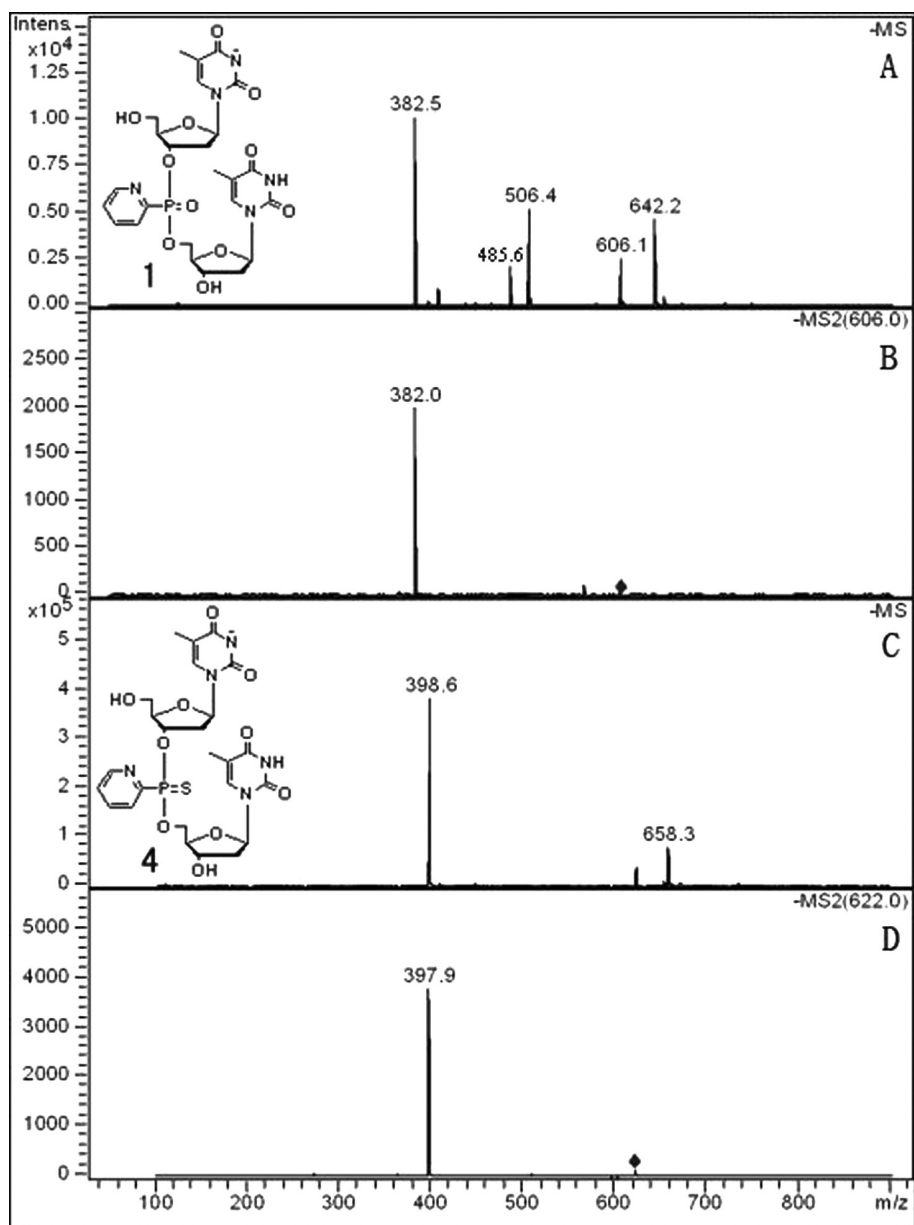 Intens.
x10⁴
-MS
A
1.25
1.00
0.75
0.50
0.25
0.00
382.5
485.6
506.4
606.1
642.2
O
N
-
O
N
HO
O
O
N
P=O
O
O
NH
N
O
O
OH
1
-MS2(606.0)
B
2500
2000
1500
1000
500
0
382.0
x10⁵
-MS
C
5
4
3
2
1
0
398.6
658.3
O
N
-
O
N
HO
O
O
N
P=S
O
O
NH
N
O
O
OH
4
-MS2(622.0)
D
5000
4000
3000
2000
1000
0
397.9
100 200 300 400 500 600 700 800 m/z